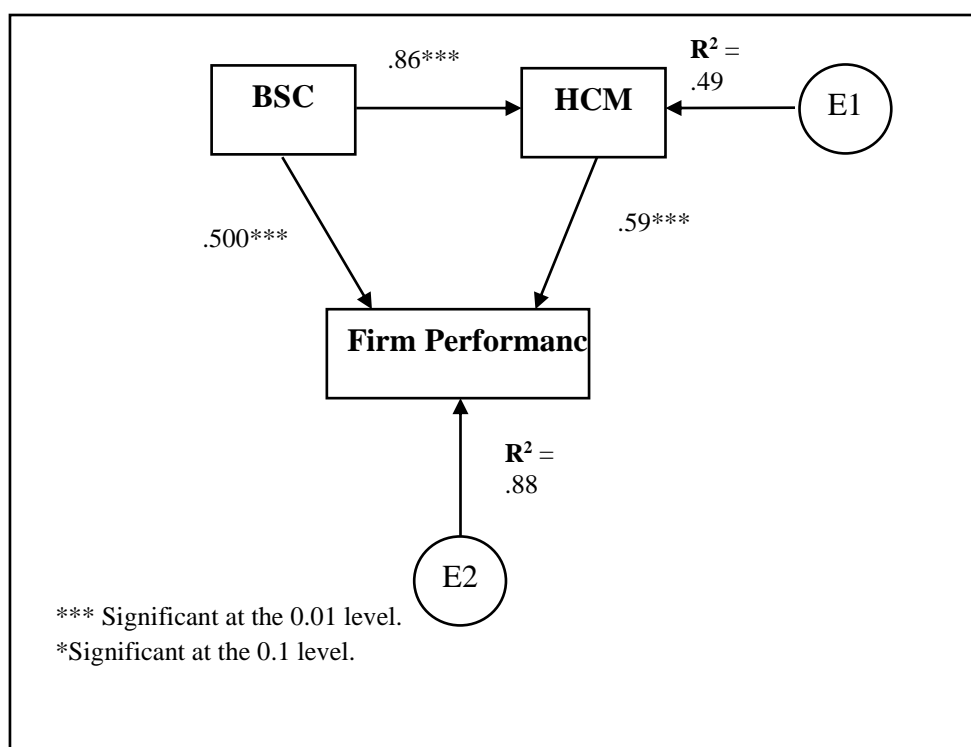 .86***
R² =
.49
BSC
HCM
E1
.500***
.59***
Firm Performanc
R² =
.88
E2
*** Significant at the 0.01 level.
*Significant at the 0.1 level.